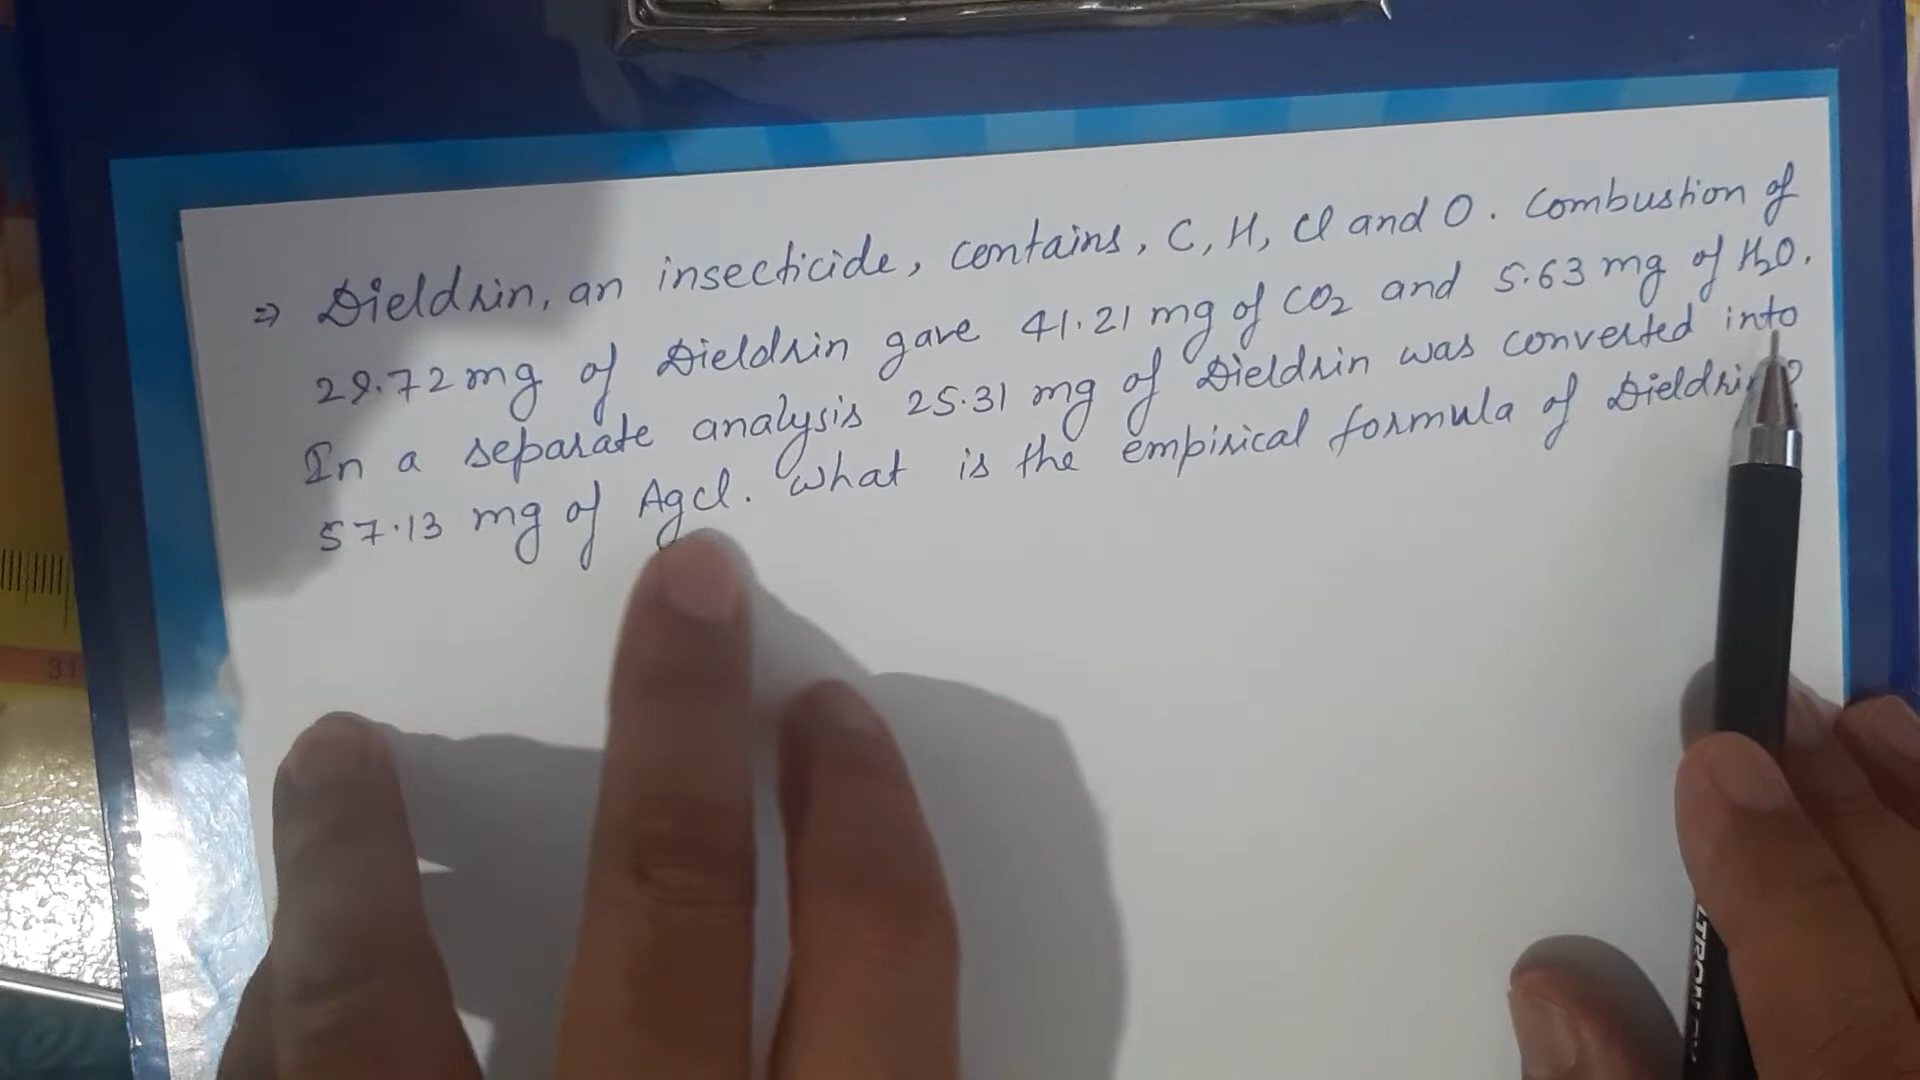 ⇒ Dieldrin, an insecticide, contains, C, H, Cl and O. Combustion of
29.72 mg of Dieldrin gave 41.21 mg of CO2 and 5.63 mg of H2O.
In a separate analysis 25.31 mg of Dieldrin was converted into
57.13 mg of AgCl. What is the empirical formula of Dieldrin?
31